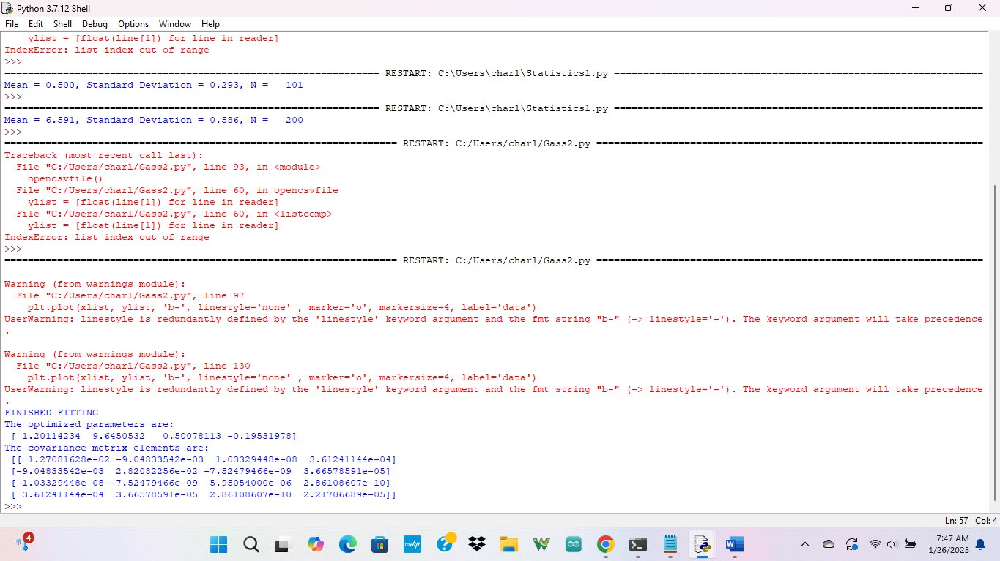 Python 3.7.12 Shell
File Edit Shell Debug Options Window Help
    ylist = [float(line[1]) for line in reader]
IndexError: list index out of range
>>>
================================================================ RESTART: C:\Users\charl\Statistics1.py ===============================================================
Mean = 0.500, Standard Deviation = 0.293, N =   101
>>>
================================================================ RESTART: C:\Users\charl\Statistics1.py ===============================================================
Mean = 6.591, Standard Deviation = 0.586, N =   200
>>>
=================================================================== RESTART: C:/Users/charl/Gass2.py ==================================================================
Traceback (most recent call last):
  File "C:/Users/charl/Gass2.py", line 93, in <module>
    opencsvfile()
  File "C:/Users/charl/Gass2.py", line 60, in opencsvfile
    ylist = [float(line[1]) for line in reader]
  File "C:/Users/charl/Gass2.py", line 60, in <listcomp>
    ylist = [float(line[1]) for line in reader]
IndexError: list index out of range
>>>
=================================================================== RESTART: C:/Users/charl/Gass2.py ==================================================================
Warning (from warnings module):
  File "C:/Users/charl/Gass2.py", line 97
    plt.plot(xlist, ylist, 'b-', linestyle='none' , marker='o', markersize=4, label='data')
UserWarning: linestyle is redundantly defined by the 'linestyle' keyword argument and the fmt string "b-" (-> linestyle='-'). The keyword argument will take precedence
.
Warning (from warnings module):
  File "C:/Users/charl/Gass2.py", line 130
    plt.plot(xlist, ylist, 'b-', linestyle='none' , marker='o', markersize=4, label='data')
UserWarning: linestyle is redundantly defined by the 'linestyle' keyword argument and the fmt string "b-" (-> linestyle='-'). The keyword argument will take precedence
.
FINISHED FITTING
The optimized parameters are:
 [ 1.20114234  9.6450532   0.50078113 -0.19531978]
The covariance metrix elements are:
 [[ 1.27081628e-02 -9.04833542e-03  1.03329448e-08  3.61241144e-04]
 [-9.04833542e-03  2.82082256e-02 -7.52479466e-09  3.66578591e-05]
 [ 1.03329448e-08 -7.52479466e-09  5.95054000e-06  2.86108607e-10]
 [ 3.61241144e-04  3.66578591e-05  2.86108607e-10  2.21706689e-05]]
>>>
Ln: 57 Col: 4
4
myhp
7:47 AM
1/26/2025